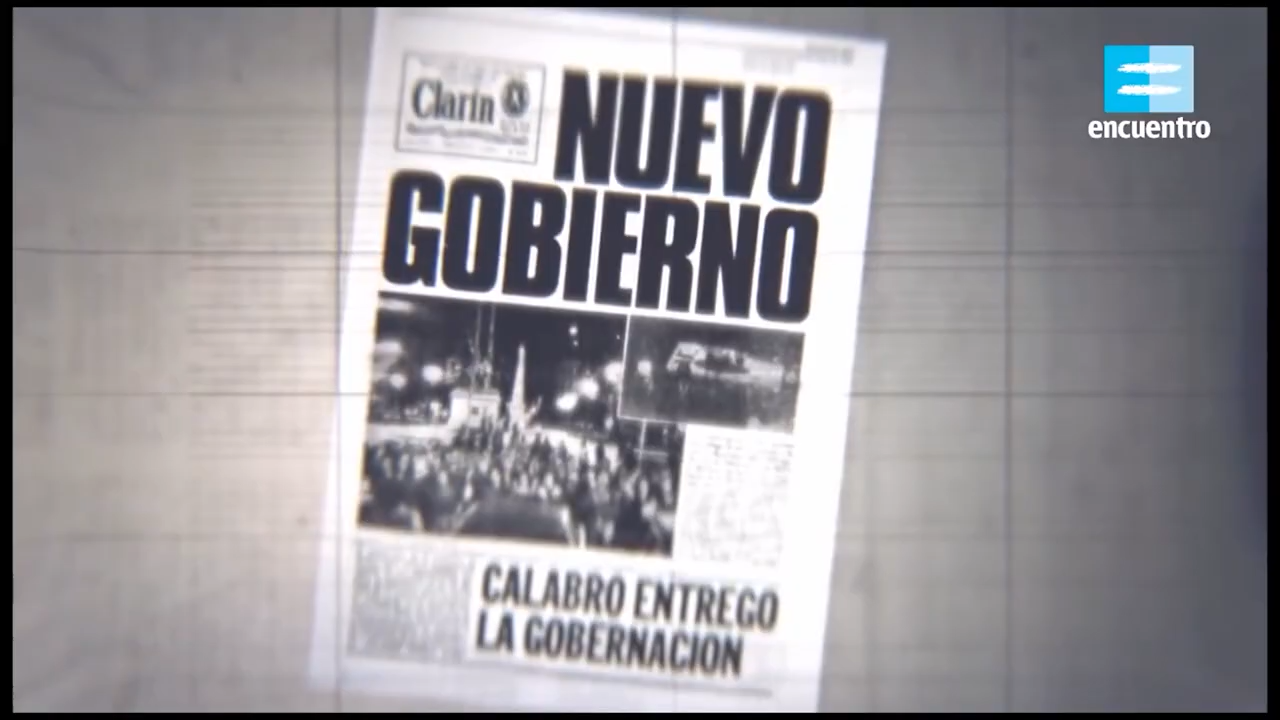 Clarín
NUEVO
GOBIERNO
CALABRO ENTREGO
LA GOBERNACION
encuentro